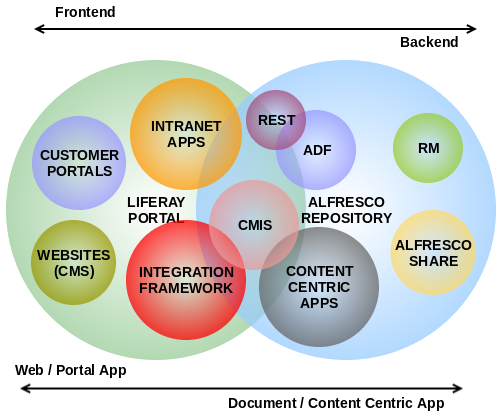 Frontend
Backend
REST
INTRANET
APPS
ADF
RM
CUSTOMER
PORTALS
LIFERAY
PORTAL
ALFRESCO
REPOSITORY
CMIS
WEBSITES
(CMS)
INTEGRATION
FRAMEWORK
CONTENT
CENTRIC
APPS
ALFRESCO
SHARE
Web / Portal App
Document / Content Centric App